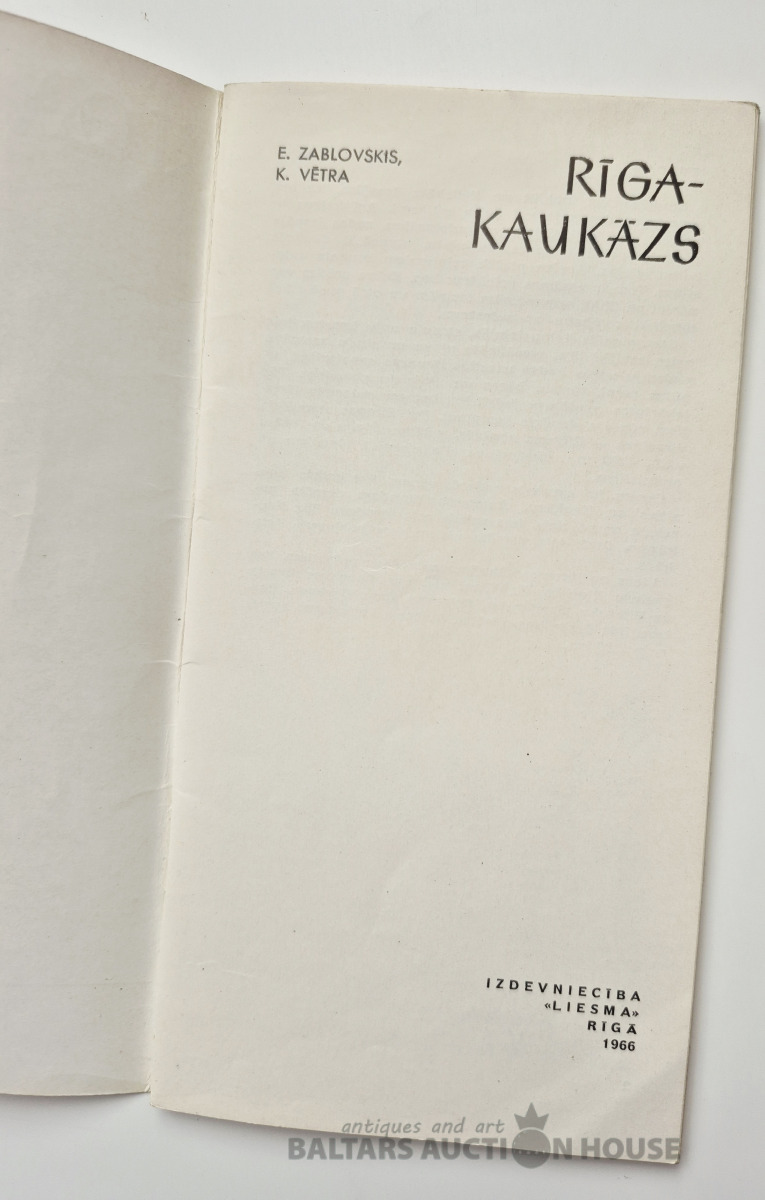 E. ZABLOVSKIS,
K. VĒTRA
RĪGA-
KAUKĀZS
IZDEVNIECĪBA
«LIESMA»
RĪGĀ
1966
antiques and art
BALTARS AUCTION HOUSE